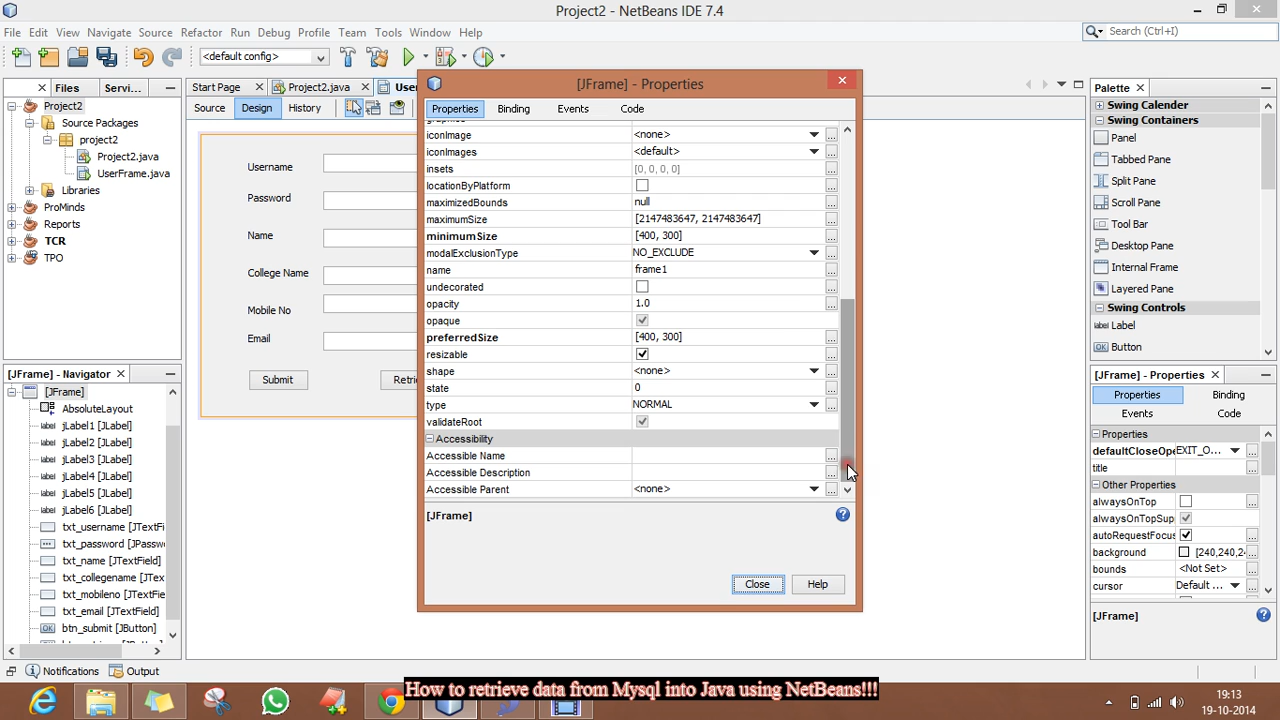 Project2 - NetBeans IDE 7.4
File Edit View Navigate Source Refactor Run Debug Profile Team Tools Window Help
Search (Ctrl+I)
<default config>
Files Servi...
Start Page
Project2.java
User
Palette
Source Design History
Project2
Source Packages
project2
Project2.java
UserFrame.java
Libraries
ProMinds
Reports
TCR
TPO
Username
Password
Name
College Name
Mobile No
Email
Submit
Retri
[JFrame] - Properties
Properties Binding Events Code
iconImage <none>
iconImages <default>
insets [0, 0, 0, 0]
locationByPlatform
maximizedBounds null
maximumSize [2147483647, 2147483647]
minimumSize [400, 300]
modalExclusionType NO_EXCLUDE
name frame1
undecorated
opacity 1.0
opaque
preferredSize [400, 300]
resizable
shape <none>
state 0
type NORMAL
validateRoot
Accessibility
Accessible Name
Accessible Description
Accessible Parent <none>
[JFrame]
Close Help
Swing Calender
Swing Containers
Panel
Tabbed Pane
Split Pane
Scroll Pane
Tool Bar
Desktop Pane
Internal Frame
Layered Pane
Swing Controls
Label
Button
[JFrame] - Navigator
[JFrame]
AbsoluteLayout
jLabel1 [JLabel]
jLabel2 [JLabel]
jLabel3 [JLabel]
jLabel4 [JLabel]
jLabel5 [JLabel]
jLabel6 [JLabel]
txt_username [JTextFi
txt_password [JPassw
txt_name [JTextField]
txt_collegename [JTex
txt_mobileno [JTextFie
txt_email [JTextField]
btn_submit [JButton]
[JFrame] - Properties
Properties Binding
Events Code
Properties
defaultCloseOpe EXIT_O...
title
Other Properties
alwaysOnTop
alwaysOnTopSup
autoRequestFocus
background [240,240,2
bounds <Not Set>
cursor Default ...
[JFrame]
Notifications Output
How to retrieve data from Mysql into Java using NetBeans!!!
19:13
19-10-2014